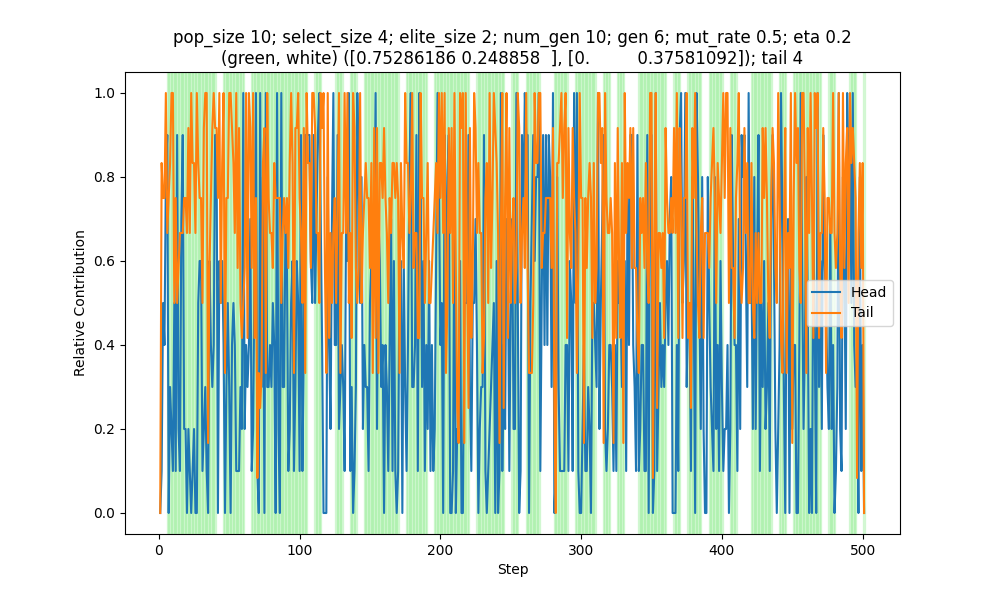 pop_size 10; select_size 4; elite_size 2; num_gen 10; gen 6; mut_rate 0.5; eta 0.2
(green, white) ([0.75286186 0.248858  ], [0.         0.37581092]); tail 4
1.0
0.8
0.6
0.4
0.2
0.0
Relative Contribution
Head
Tail
0
100
200
300
400
500
Step